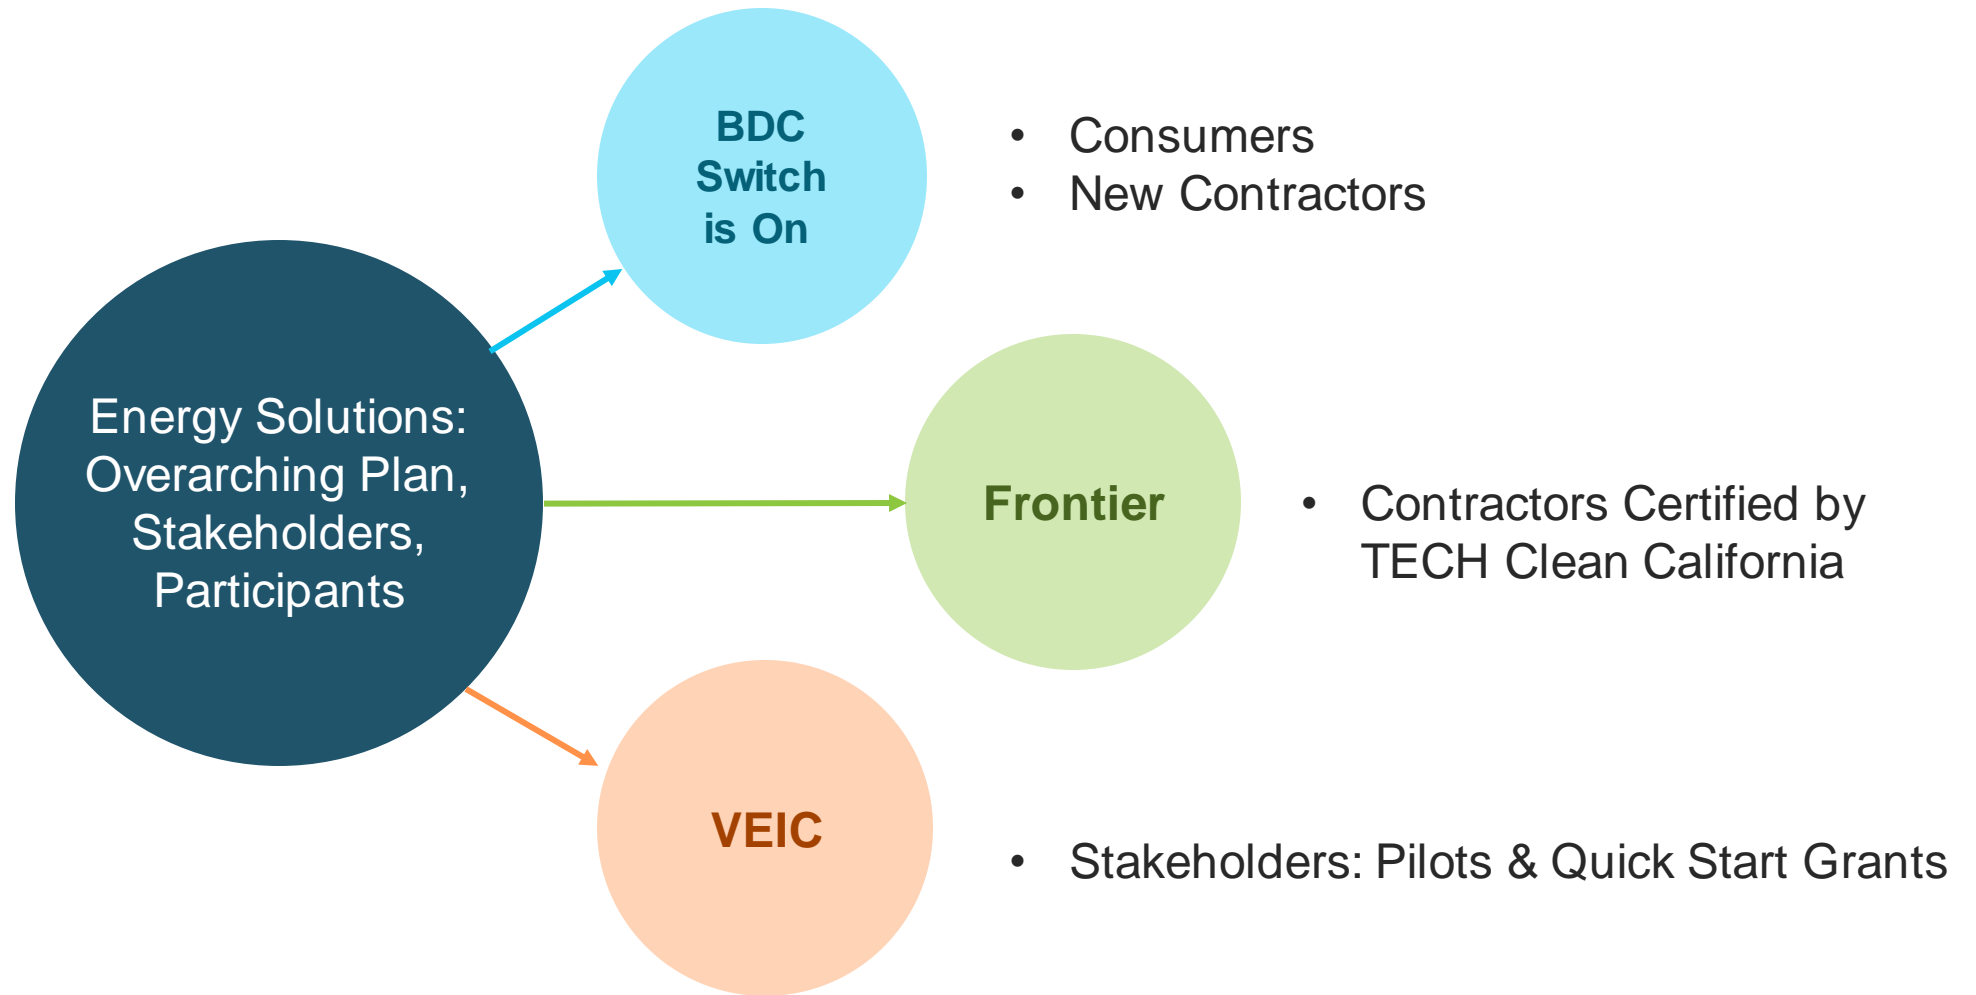 BDC
Switch
is On
• Consumers
• New Contractors
Energy Solutions:
Overarching Plan,
Stakeholders,
Participants
Frontier
• Contractors Certified by
TECH Clean California
VEIC
• Stakeholders: Pilots & Quick Start Grants